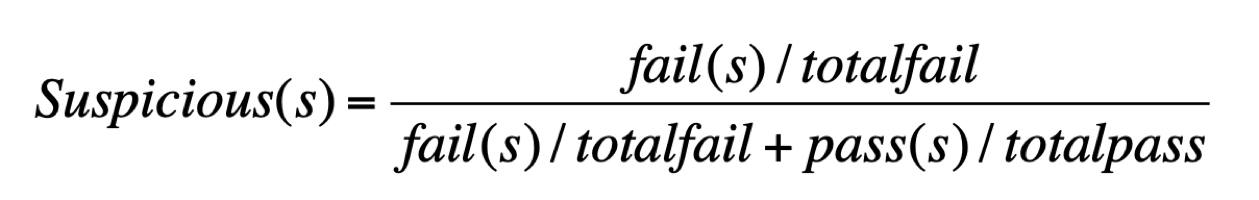 Suspicious(s) = 
fail(s) / totalfail
fail(s) / totalfail + pass(s) / totalpass